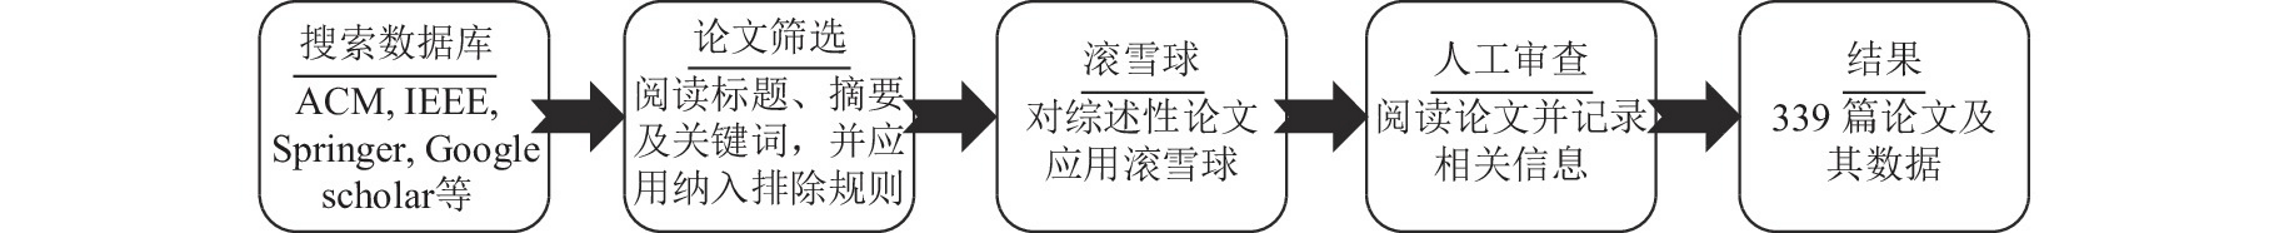 搜索数据库
ACM, IEEE,
Springer, Google
scholar等
论文筛选
阅读标题、摘要
及关键词，并应
用纳入排除规则
滚雪球
对综述性论文
应用滚雪球
人工审查
阅读论文并记录
相关信息
结果
339 篇论文及
其数据